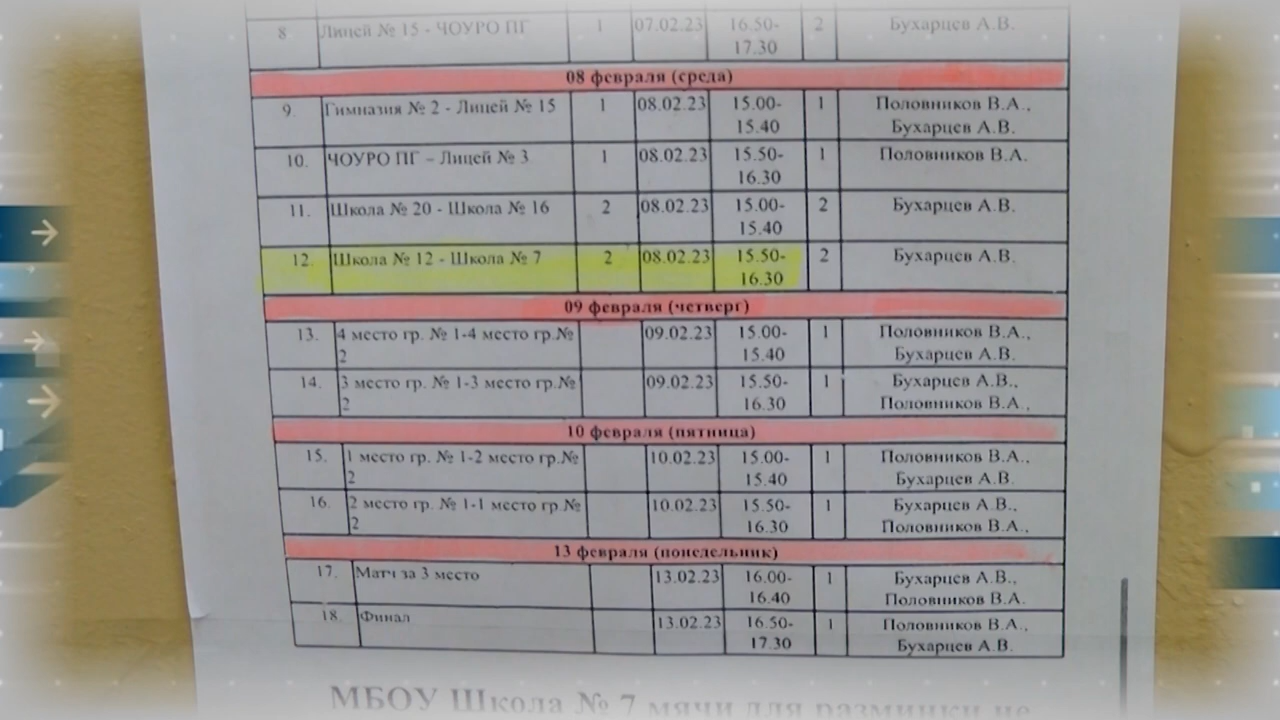 8 Лицей № 15 - ЧОУРО ПГ 1 07.02.23 16.50- 2 Бухарцев А.В.
17.30
08 февраля (среда)
9. Гимназия № 2 - Лицей № 15 1 08.02.23 15.00- 1 Половников В.А.,
15.40 Бухарцев А.В.
10. ЧОУРО ПГ – Лицей № 3 1 08.02.23 15.50- 1 Половников В.А.
16.30
11. Школа № 20 - Школа № 16 2 08.02.23 15.00- 2 Бухарцев А.В.
15.40
12. Школа № 12 - Школа № 7 2 08.02.23 15.50- 2 Бухарцев А.В.
16.30
09 февраля (четверг)
13. 4 место гр. № 1-4 место гр.№ 09.02.23 15.00- 1 Половников В.А.,
2 15.40 Бухарцев А.В.
14. 3 место гр. № 1-3 место гр.№ 09.02.23 15.50- 1 Бухарцев А.В.,
2 16.30 Половников В.А.,
10 февраля (пятница)
15. 1 место гр. № 1-2 место гр.№ 10.02.23 15.00- 1 Половников В.А.,
2 15.40 Бухарцев А.В.
16. 2 место гр. № 1-1 место гр.№ 10.02.23 15.50- 1 Бухарцев А.В.,
2 16.30 Половников В.А.,
13 февраля (понедельник)
17. Матч за 3 место 13.02.23 16.00- 1 Бухарцев А.В.,
16.40 Половников В.А.
18. Финал 13.02.23 16.50- 1 Половников В.А.,
17.30 Бухарцев А.В.
МБОУ Школа № 7 мячи для разминки не